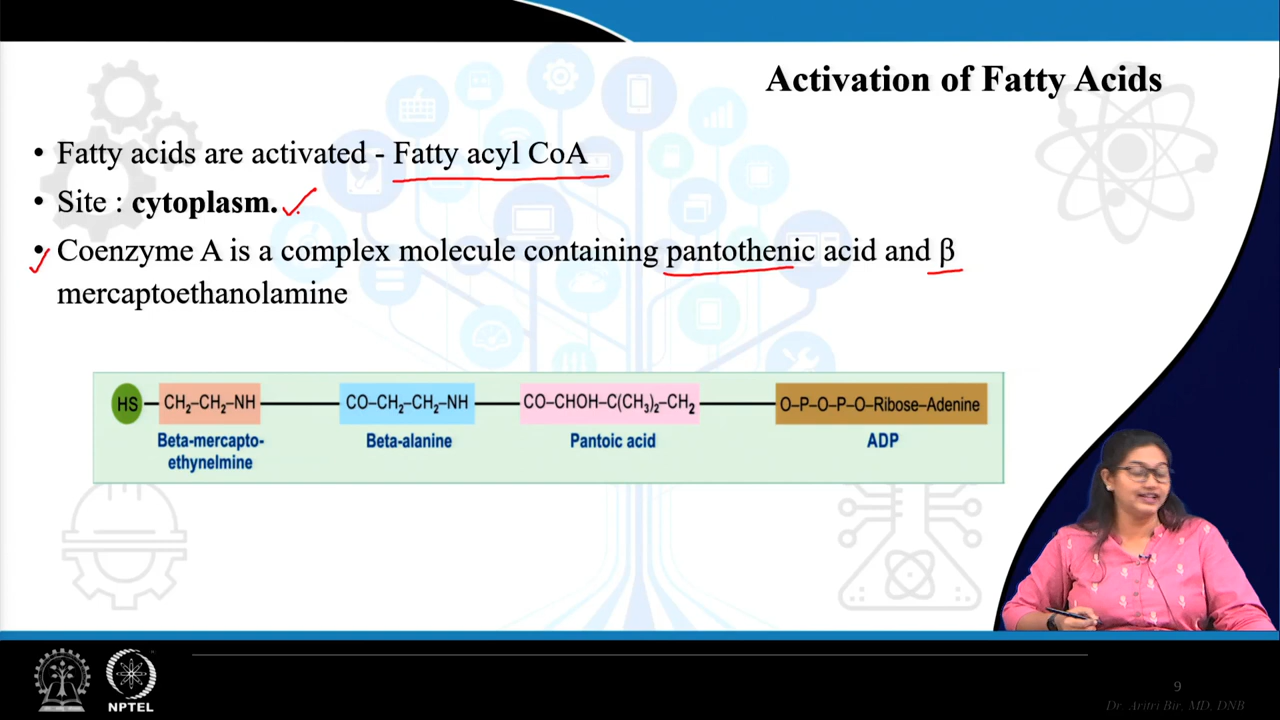 Activation of Fatty Acids
• Fatty acids are activated - Fatty acyl CoA
• Site : cytoplasm.
• Coenzyme A is a complex molecule containing pantothenic acid and β
mercaptoethanolamine
HS CH₂–CH₂–NH CO–CH₂–CH₂–NH CO–CHOH–C(CH₃)₂–CH₂ O–P–O–P–O–Ribose–Adenine
Beta-mercapto- Beta-alanine Pantoic acid ADP
ethynelmine
9
NPTEL
Dr. Aritri Bir, MD, DNB